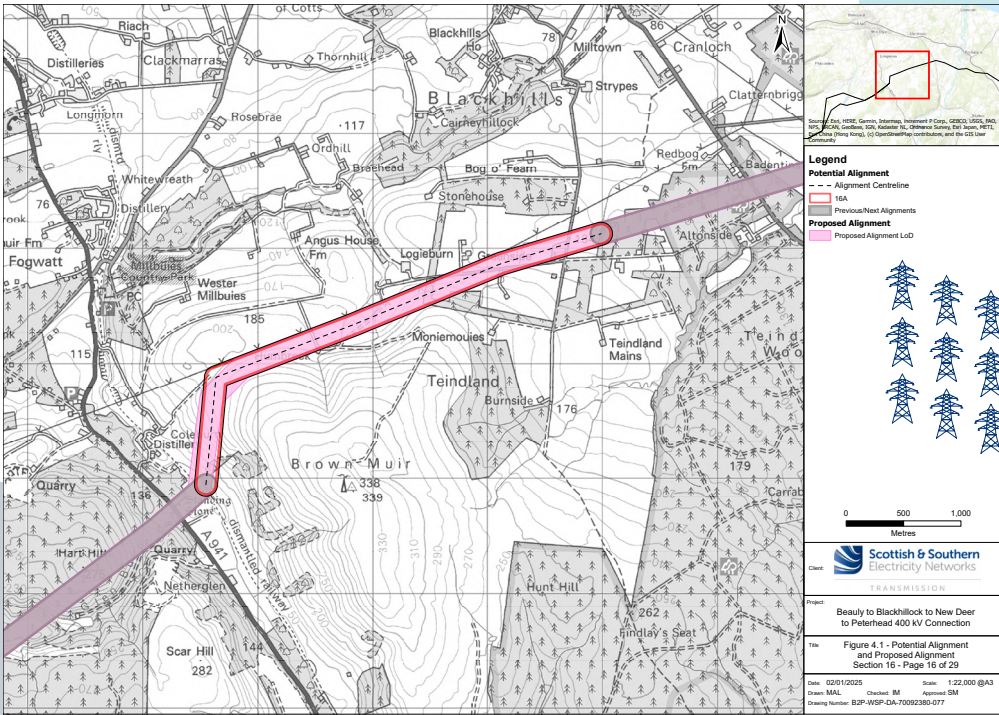 of Cotts
Riach
Distilleries
Clackmarras
Thornhill
Blackhills
Ho
78
Milltown
86
Cranloch
N
Longmorn
Rosebrae
Blackhills
Strypes
Clatternbrigg
Cairneyhillock
117
Ordhill
Braehead
Bog o' Fearn
Redbog
Fm
Whitewreath
Stonehouse
76
Distillery
Angus House
Fm
Logieburn
Altonside
Fogwatt
Millbuies
Country Park
Wester
Millbuies
PC
185
200
115
Moniemouies
Teindland
Mains
Teindland
Burnside
176
Distillery
Brown Muir
338
339
179
Quarry
136
A 941
dismantled railway
330
310
290
270
250
Quarry
Netherglen
Hunt Hill
262
Findlay's Seat
Scar Hill
282
144
Sources: Esri, HERE, Garmin, Intermap, increment P Corp., GEBCO, USGS, FAO,
NPS, NRCAN, GeoBase, IGN, Kadaster NL, Ordnance Survey, Esri Japan, METI,
Esri China (Hong Kong), (c) OpenStreetMap contributors, and the GIS User
Community
Legend
Potential Alignment
Alignment Centreline
16A
Previous/Next Alignments
Proposed Alignment
Proposed Alignment LoD
0 500 1,000
Metres
Client:
Scottish & Southern
Electricity Networks
TRANSMISSION
Project:
Beauly to Blackhillock to New Deer
to Peterhead 400 kV Connection
Title
Figure 4.1 - Potential Alignment
and Proposed Alignment
Section 16 - Page 16 of 29
Date: 02/01/2025 Scale: 1:22,000 @A3
Drawn: MAL Checked: IM Approved: SM
Drawing Number: B2P-WSP-DA-70092380-077